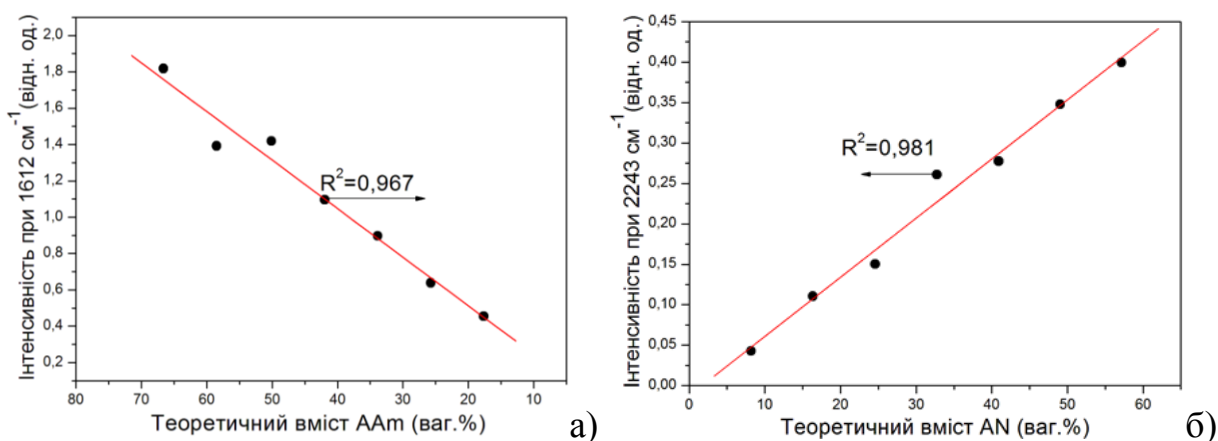 Інтенсивність при 1612 см⁻¹(відн. од.)
2,0
1,8
1,6
1,4
1,2
1,0
0,8
0,6
0,4
0,2
R²=0,967
80 70 60 50 40 30 20 10
Теоретичний вміст AAm (ваг.%)
а)
Інтенсивність при 2243 см⁻¹(відн. од.)
0,45
0,40
0,35
0,30
0,25
0,20
0,15
0,10
0,05
0,00
R²=0,981
0 10 20 30 40 50 60
Теоретичний вміст AN (ваг.%)
б)